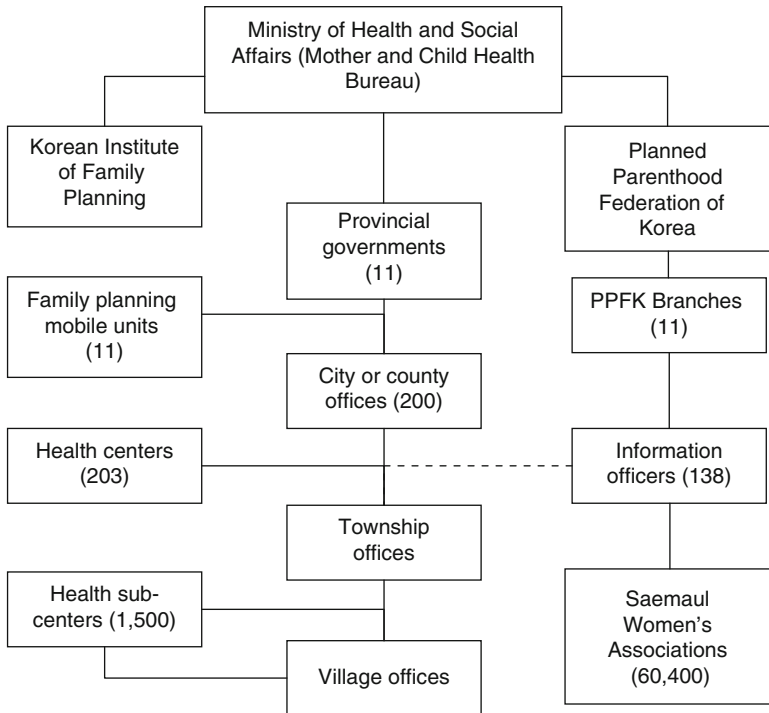 Ministry of Health and Social
Affairs (Mother and Child Health
Bureau)
Korean Institute
of Family
Planning
Planned
Parenthood
Federation of
Korea
Provincial
governments
(11)
Family planning
mobile units
(11)
PPFK Branches
(11)
City or county
offices (200)
Health centers
(203)
Information
officers (138)
Township
offices
Health sub-
centers (1,500)
Saemaul
Women's
Associations
(60,400)
Village offices